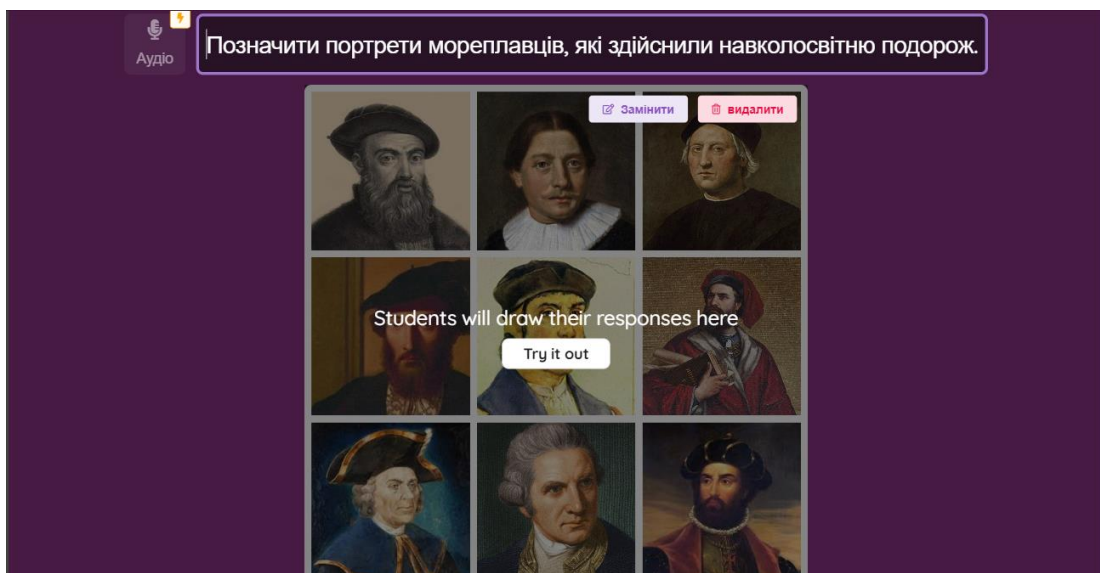 Аудіо
Позначити портрети мореплавців, які здійснили навколосвітню подорож.
Замінити
видалити
Students will draw their responses here
Try it out